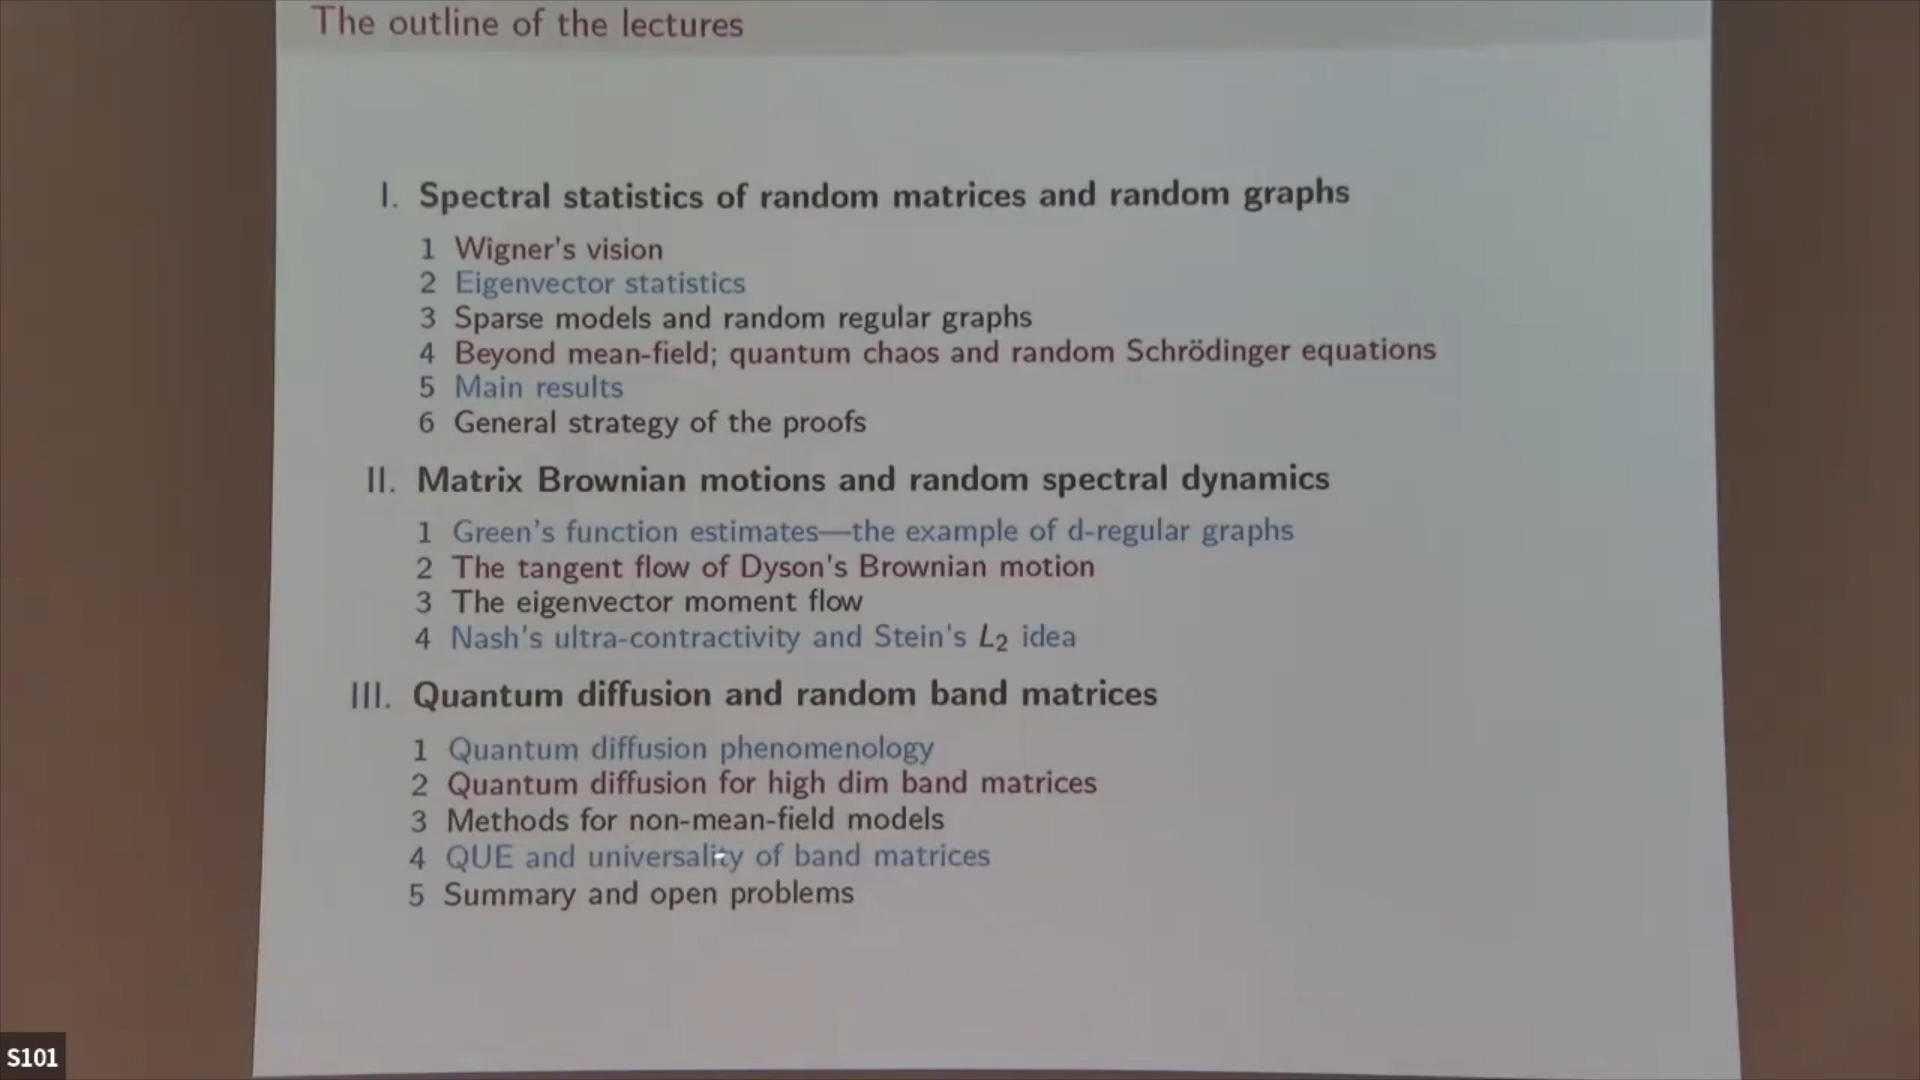 The outline of the lectures
I. Spectral statistics of random matrices and random graphs
1 Wigner's vision
2 Eigenvector statistics
3 Sparse models and random regular graphs
4 Beyond mean-field; quantum chaos and random Schrödinger equations
5 Main results
6 General strategy of the proofs
II. Matrix Brownian motions and random spectral dynamics
1 Green's function estimates—the example of d-regular graphs
2 The tangent flow of Dyson's Brownian motion
3 The eigenvector moment flow
4 Nash's ultra-contractivity and Stein's L₂ idea
III. Quantum diffusion and random band matrices
1 Quantum diffusion phenomenology
2 Quantum diffusion for high dim band matrices
3 Methods for non-mean-field models
4 QUE and universality of band matrices
5 Summary and open problems
S101